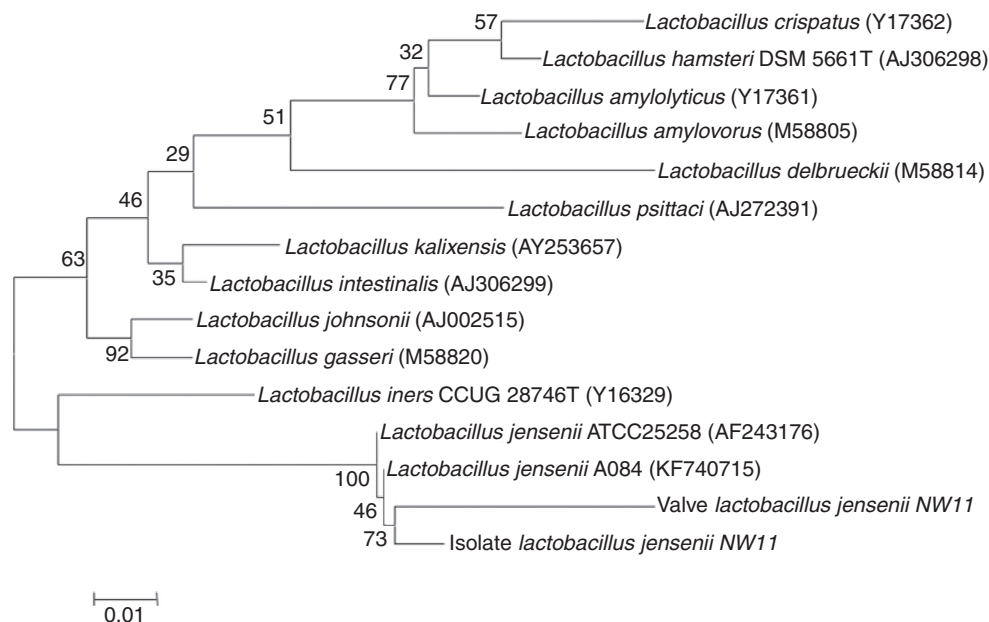 57
Lactobacillus crispatus (Y17362)
32
Lactobacillus hamsteri DSM 5661T (AJ306298)
77
Lactobacillus amylolyticus (Y17361)
51
Lactobacillus amylovorus (M58805)
29
Lactobacillus delbrueckii (M58814)
46
Lactobacillus psittaci (AJ272391)
63
Lactobacillus kalixensis (AY253657)
35
Lactobacillus intestinalis (AJ306299)
Lactobacillus johnsonii (AJ002515)
92
Lactobacillus gasseri (M58820)
Lactobacillus iners CCUG 28746T (Y16329)
Lactobacillus jensenii ATCC25258 (AF243176)
100
Lactobacillus jensenii A084 (KF740715)
46
Valve lactobacillus jensenii NW11
73
Isolate lactobacillus jensenii NW11
0.01